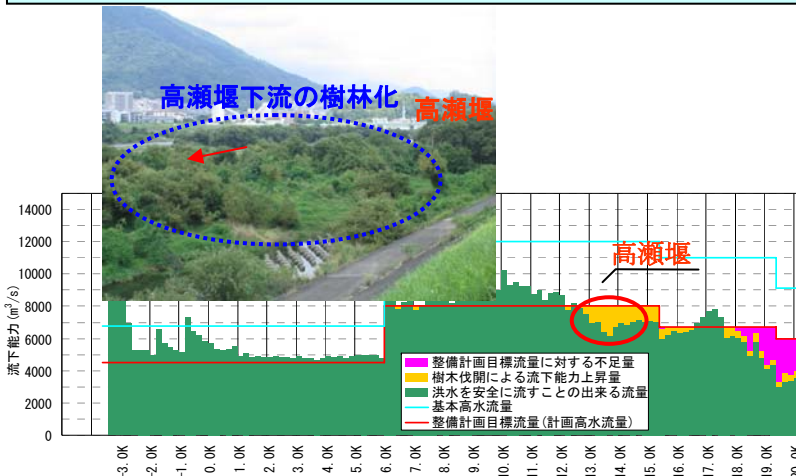 高瀬堰下流の樹林化
高瀬堰
高瀬堰
流下能力(m³/s)
14000
12000
10000
8000
6000
4000
2000
0
整備計画目標流量に対する不足量
樹木伐開による流下能力上昇量
洪水を安全に流すことの出来る流量
基本高水流量
整備計画目標流量(計画高水流量)
-3.0K
-2.0K
-1.0K
0.0K
1.0K
2.0K
3.0K
4.0K
5.0K
6.0K
7.0K
8.0K
9.0K
10.0K
11.0K
12.0K
13.0K
14.0K
15.0K
16.0K
17.0K
18.0K
19.0K